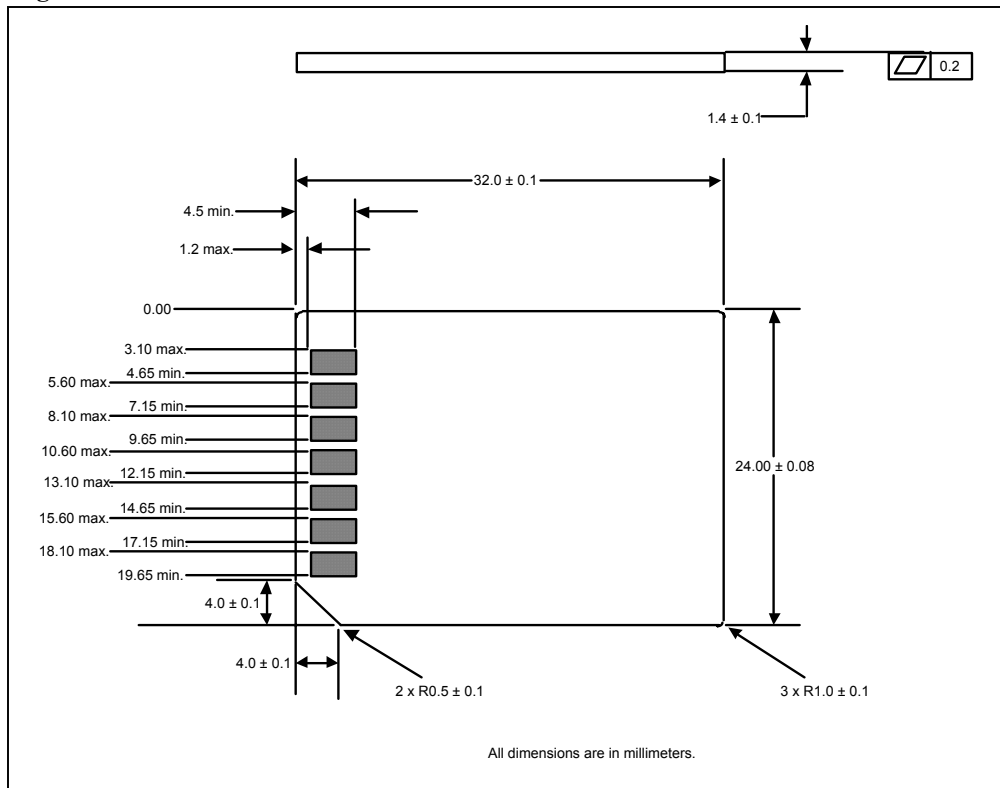 0.2
1.4 ± 0.1
32.0 ± 0.1
4.5 min.
1.2 max.
0.00
3.10 max.
4.65 min.
5.60 max.
7.15 min.
8.10 max.
9.65 min.
10.60 max.
12.15 min.
13.10 max.
14.65 min.
15.60 max.
17.15 min.
18.10 max.
19.65 min.
24.00 ± 0.08
4.0 ± 0.1
4.0 ± 0.1
2 x R0.5 ± 0.1
3 x R1.0 ± 0.1
All dimensions are in millimeters.